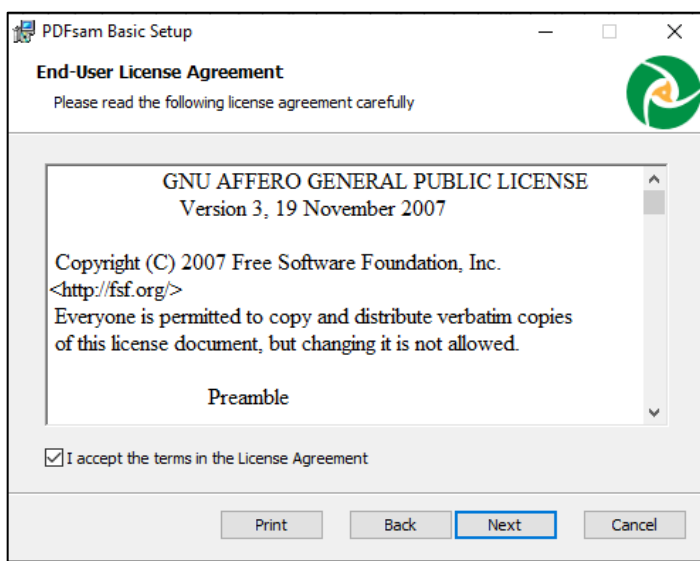 PDFsam Basic Setup
End-User License Agreement
Please read the following license agreement carefully
GNU AFFERO GENERAL PUBLIC LICENSE
Version 3, 19 November 2007
Copyright (C) 2007 Free Software Foundation, Inc.
<http://fsf.org/>
Everyone is permitted to copy and distribute verbatim copies
of this license document, but changing it is not allowed.
Preamble
I accept the terms in the License Agreement
Print Back Next Cancel